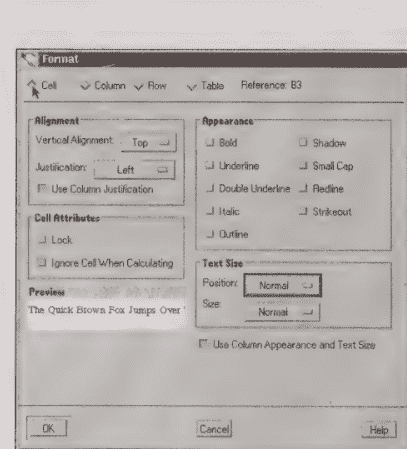 Format
Cell Column Row Table Reference: B3
Alignment
Vertical Alignment: Top
Justification: Left
Use Column Justification
Cell Attributes
Lock
Ignore Cell When Calculating
Preview
The Quick Brown Fox Jumps Over
Appearance
Bold Shadow
Underline Small Cap
Double Underline Redline
Italic Strikeout
Outline
Text Size
Position: Normal
Size: Normal
Use Column Appearance and Text Size
OK Cancel Help